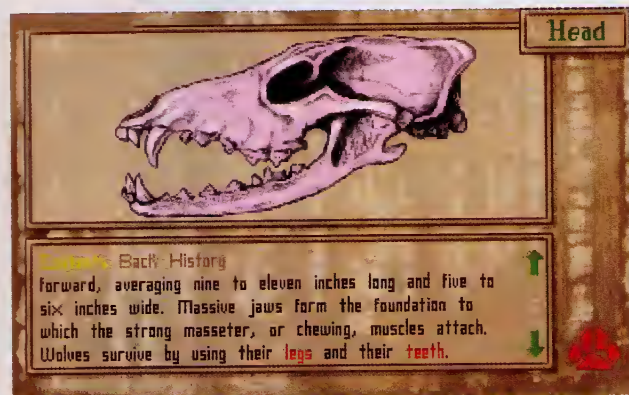 Head
Back History
forward, averaging nine to eleven inches long and five to
six inches wide. Massive jaws form the foundation to
which the strong masseter, or chewing, muscles attach.
Wolves survive by using their legs and their teeth.